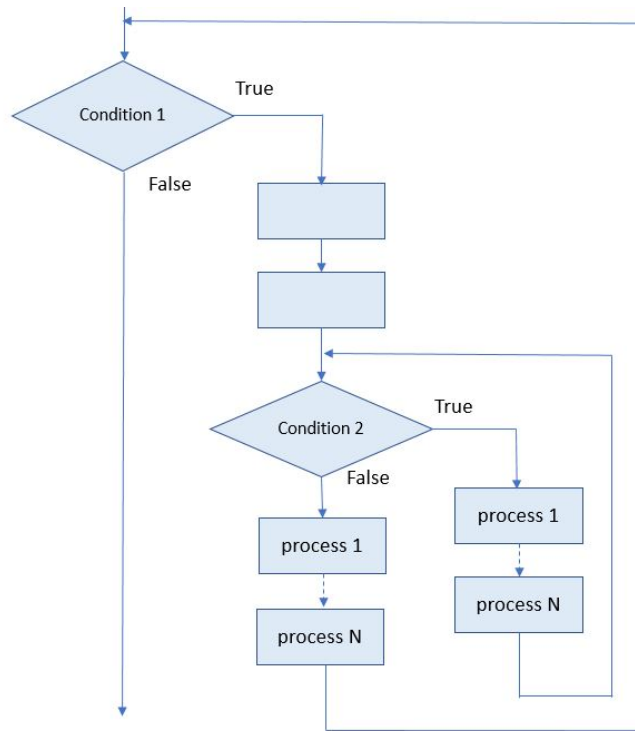 True
Condition 1
False
True
Condition 2
False
process 1
process 1
process N
process N